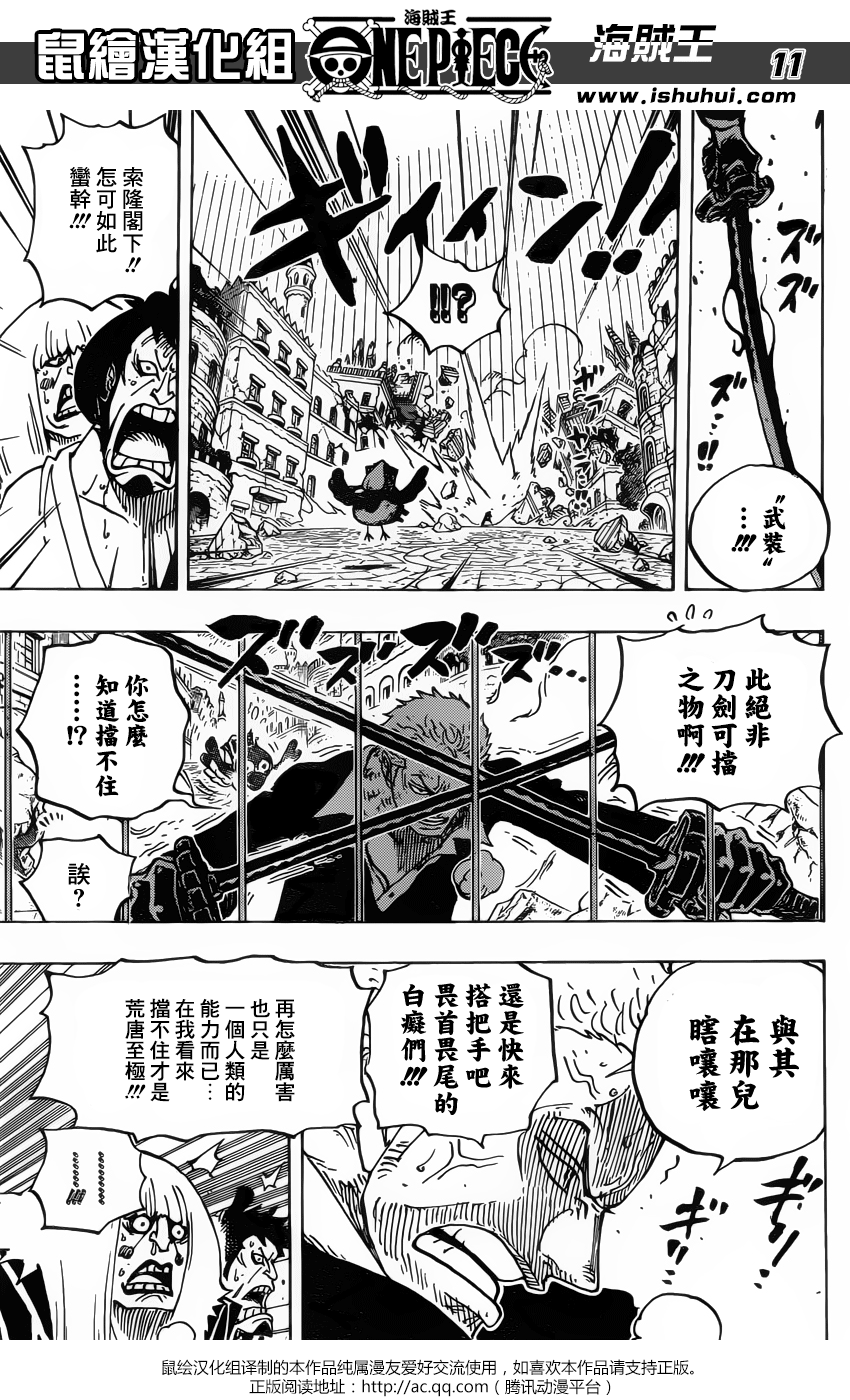 海賊王
鼠繪漢化組
ONE PIECE
海賊王
11
www.ishuhui.com
ズズズ!!
“武裝”
…!!!
ギィィィン!!
!!?
ガラ
ガラ
索隆閣下!!
怎可如此
蠻幹!!!
此絕非
刀劍可擋
之物啊!!!
ズズズズズ……
你怎麼
知道擋不住
……!?
誒?
與其
在那兒
瞎嚷嚷
還是快來
搭把手吧
畏首畏尾的
白癡們!!!
ギギ…!!
再怎麼厲害
也只是
一個人類的
能力而已…
在我看來
擋不住才是
荒唐至極!!!
………!!!
………!!!
鼠绘汉化组译制的本作品纯属漫友爱好交流使用，如喜欢本作品请支持正版。
正版阅读地址：http://ac.qq.com（腾讯动漫平台）